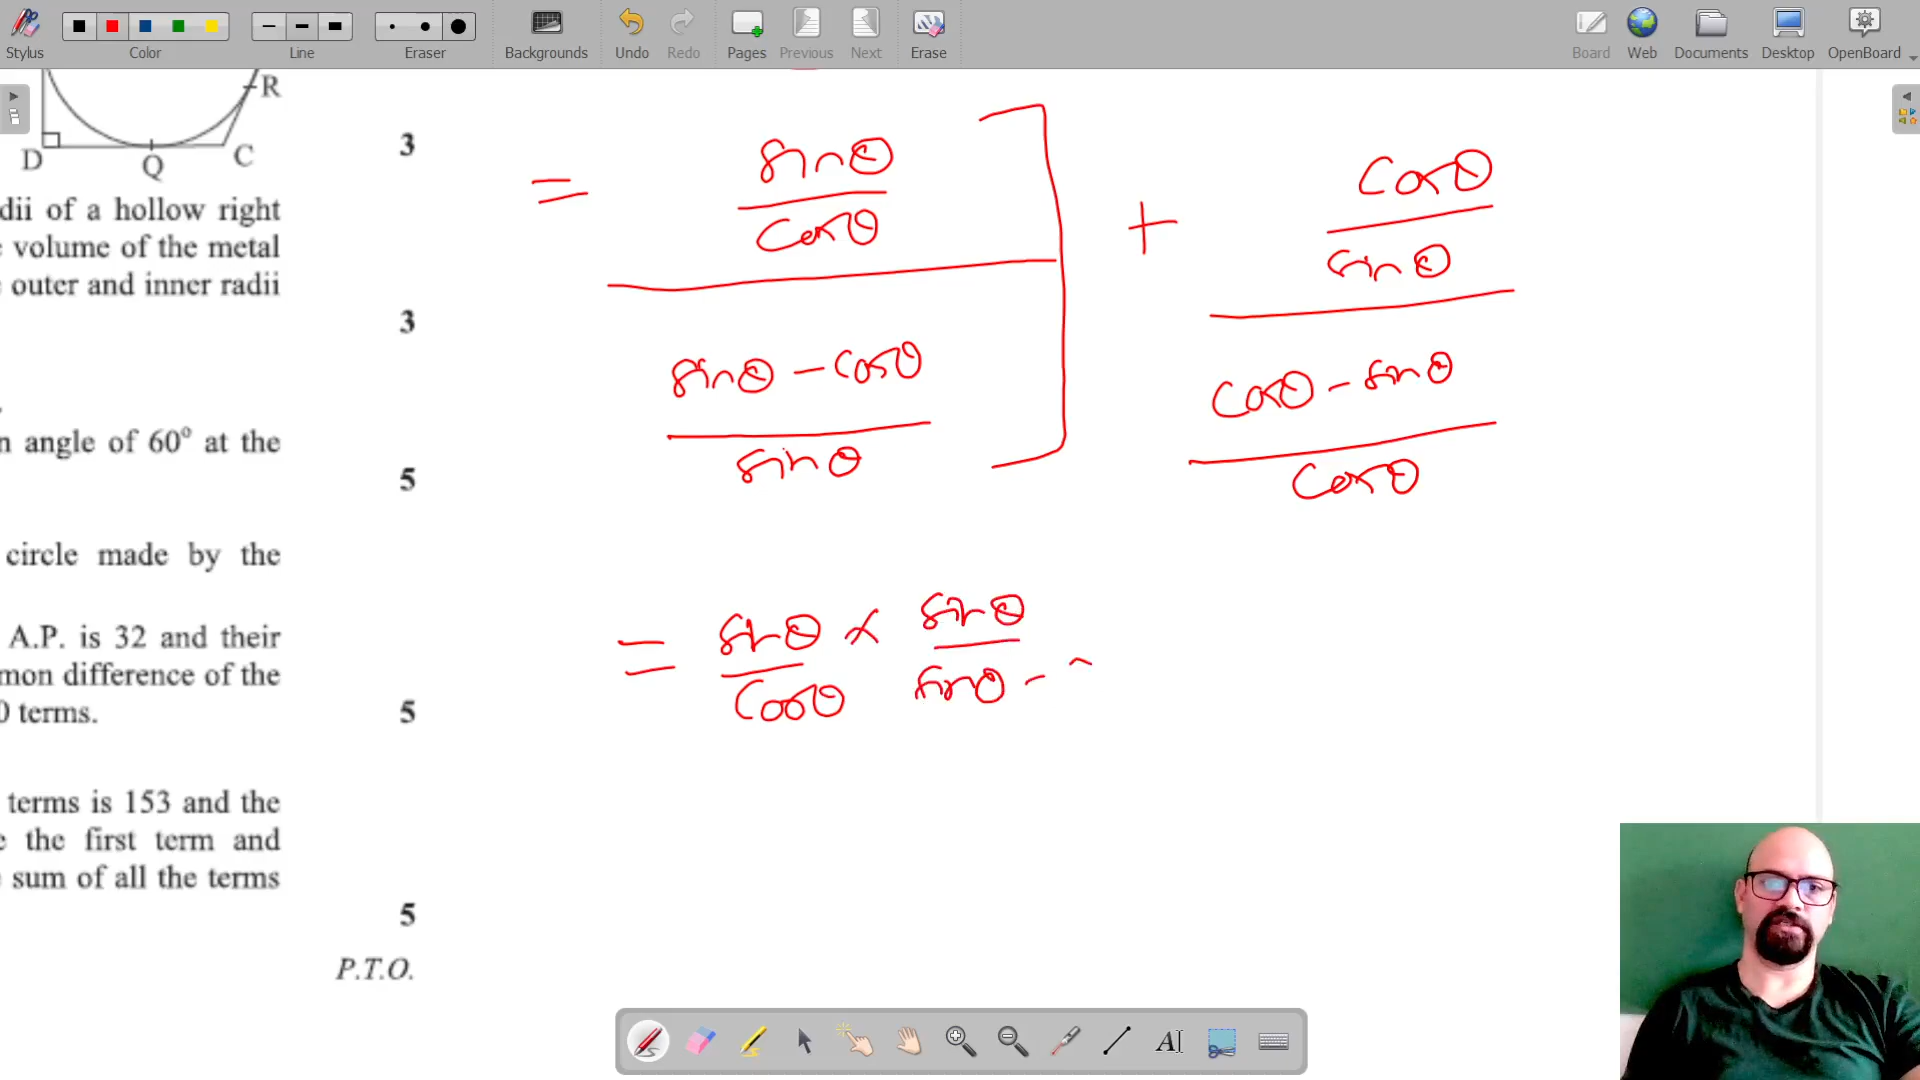 Stylus Color Line Eraser Backgrounds Undo Redo Pages Previous Next Erase Board Web Documents Desktop OpenBoard
R
D Q C
3
dii of a hollow right
volume of the metal
outer and inner radii
3
n angle of 60° at the
5
circle made by the
A.P. is 32 and their
mon difference of the
0 terms.
5
terms is 153 and the
e the first term and
sum of all the terms
5
P.T.O.
= sinθ/cosθ + cosθ/sinθ
sinθ - cosθ/sinθ cosθ - sinθ/cosθ
= sinθ/cosθ × sinθ/sinθ -
AI